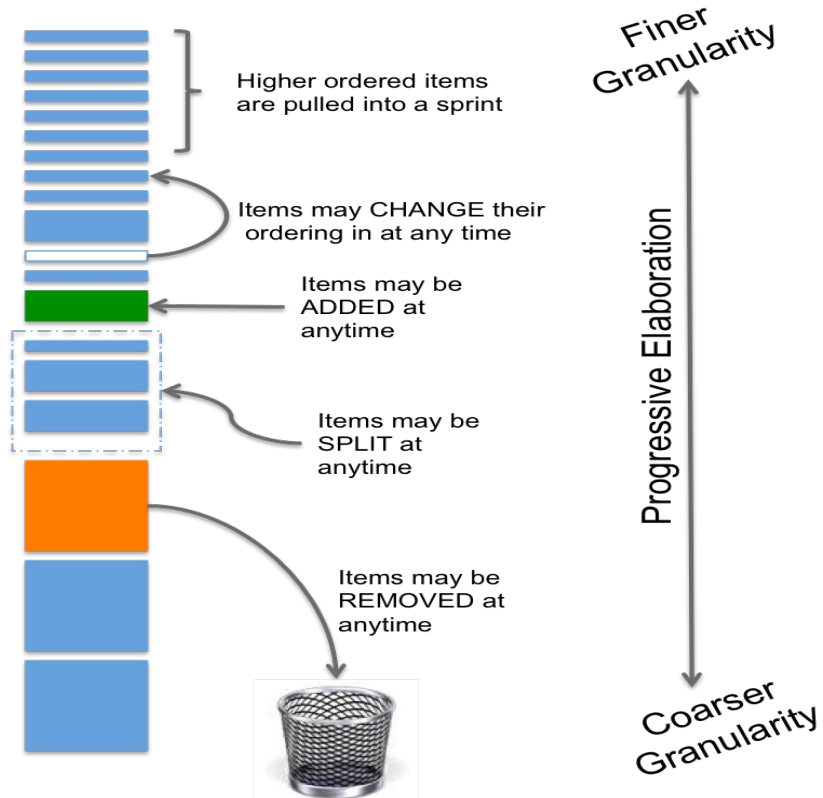 Finer
Granularity
Higher ordered items
are pulled into a sprint
Items may CHANGE their
ordering in at any time
Items may be
ADDED at
anytime
Progressive Elaboration
Items may be
SPLIT at
anytime
Items may be
REMOVED at
anytime
Coarser
Granularity